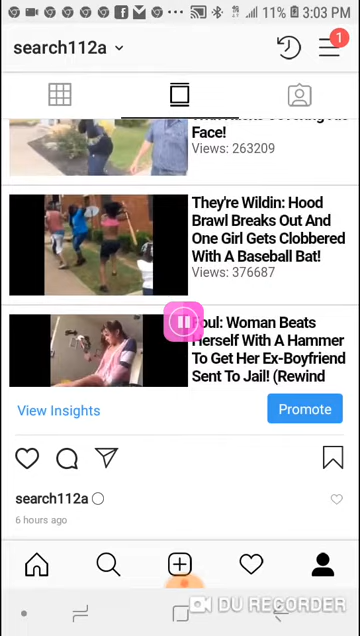 11% 3:03 PM
search112a
1
Face!
Views: 263209
They're Wildin: Hood
Brawl Breaks Out And
One Girl Gets Clobbered
With A Baseball Bat!
Views: 376687
Foul: Woman Beats
Herself With A Hammer
To Get Her Ex-Boyfriend
Sent To Jail! (Rewind
View Insights
Promote
search112a
6 hours ago
DU RECORDER